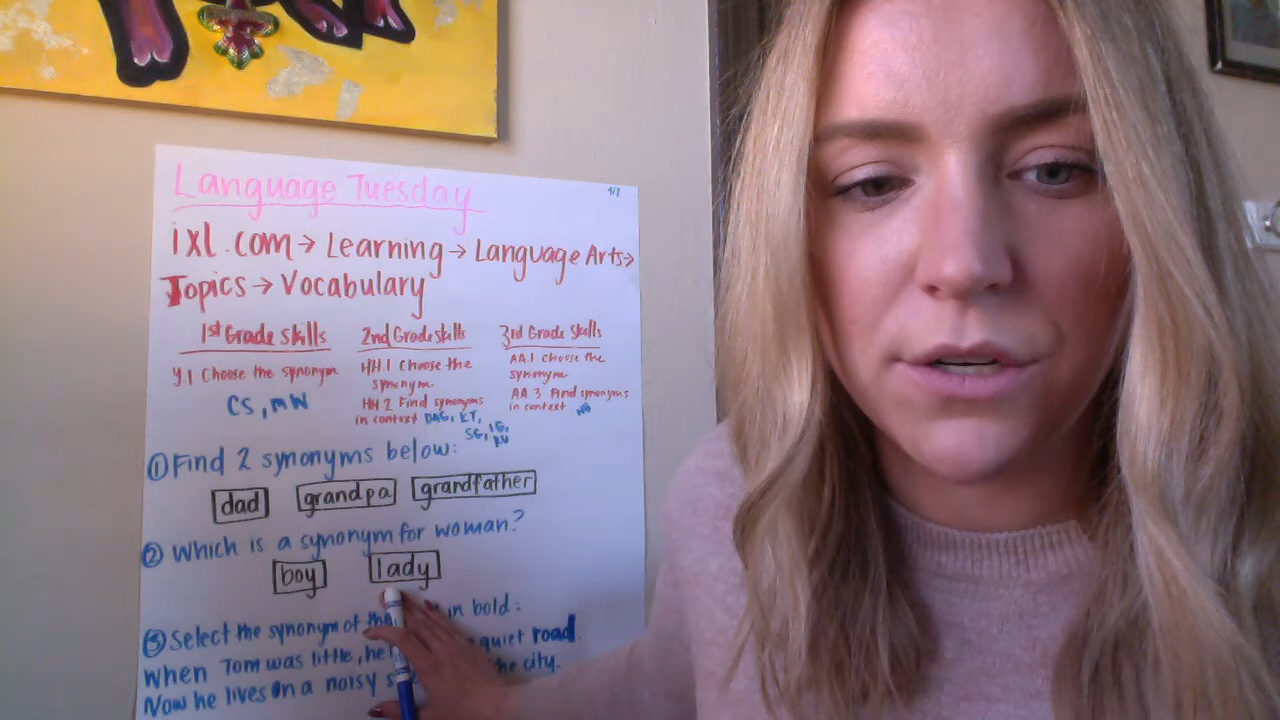 Language Tuesday
4/7
ixl.com → Learning → Language Arts →
Topics → Vocabulary
1st Grade Skills
Y.1 Choose the synonym
CS, MW
2nd Grade Skills
HH.1 Choose the
synonym
HH.2 Find synonyms
in context DAG, KT,
SG, IG,
3rd Grade Skills
AA.1 Choose the
synonym
AA.3 Find synonyms
in context
① Find 2 synonyms below:
dad grandpa grandfather
② Which is a synonym for woman?
boy lady
③ Select the synonym of the in bold:
When Tom was little, he quiet road.
Now he lives on a noisy the city.